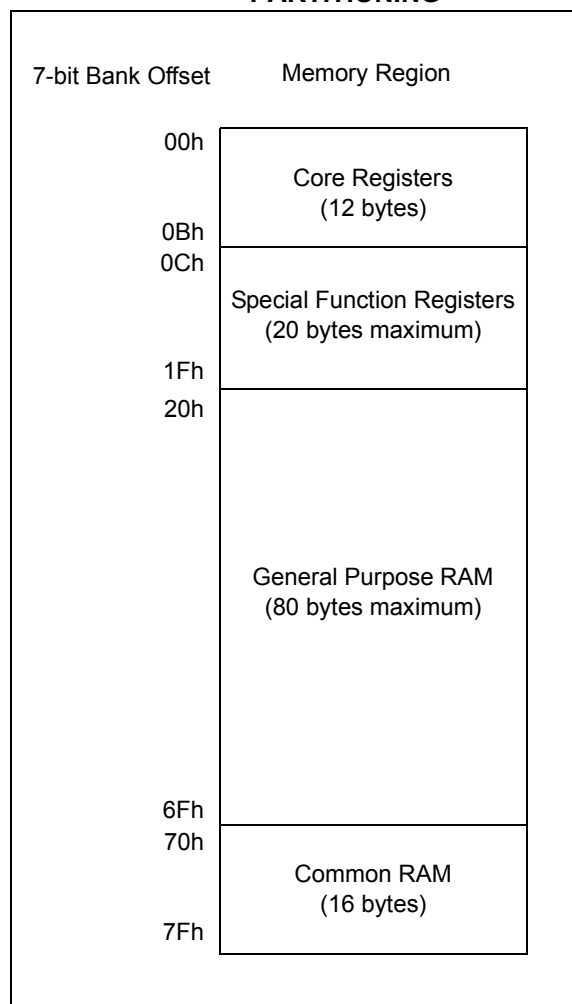 PARTITIONING
7-bit Bank Offset Memory Region
00h
Core Registers
(12 bytes)
0Bh
0Ch
Special Function Registers
(20 bytes maximum)
1Fh
20h
General Purpose RAM
(80 bytes maximum)
6Fh
70h
Common RAM
(16 bytes)
7Fh